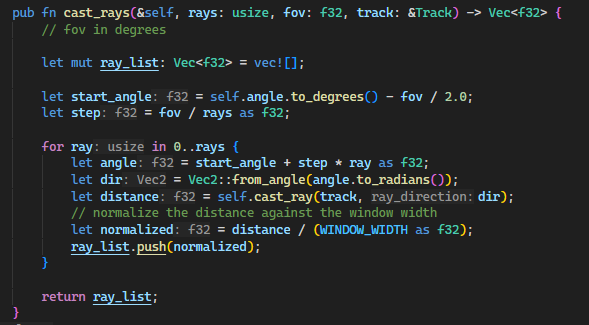 pub fn cast_rays(&self, rays: usize, fov: f32, track: &Track) -> Vec<f32> {
    // fov in degrees

    let mut ray_list: Vec<f32> = vec![];

    let start_angle: f32 = self.angle.to_degrees() - fov / 2.0;
    let step: f32 = fov / rays as f32;

    for ray: usize in 0..rays {
        let angle: f32 = start_angle + step * ray as f32;
        let dir: Vec2 = Vec2::from_angle(angle.to_radians());
        let distance: f32 = self.cast_ray(track, ray_direction: dir);
        // normalize the distance against the window width
        let normalized: f32 = distance / (WINDOW_WIDTH as f32);
        ray_list.push(normalized);
    }

    return ray_list;
}